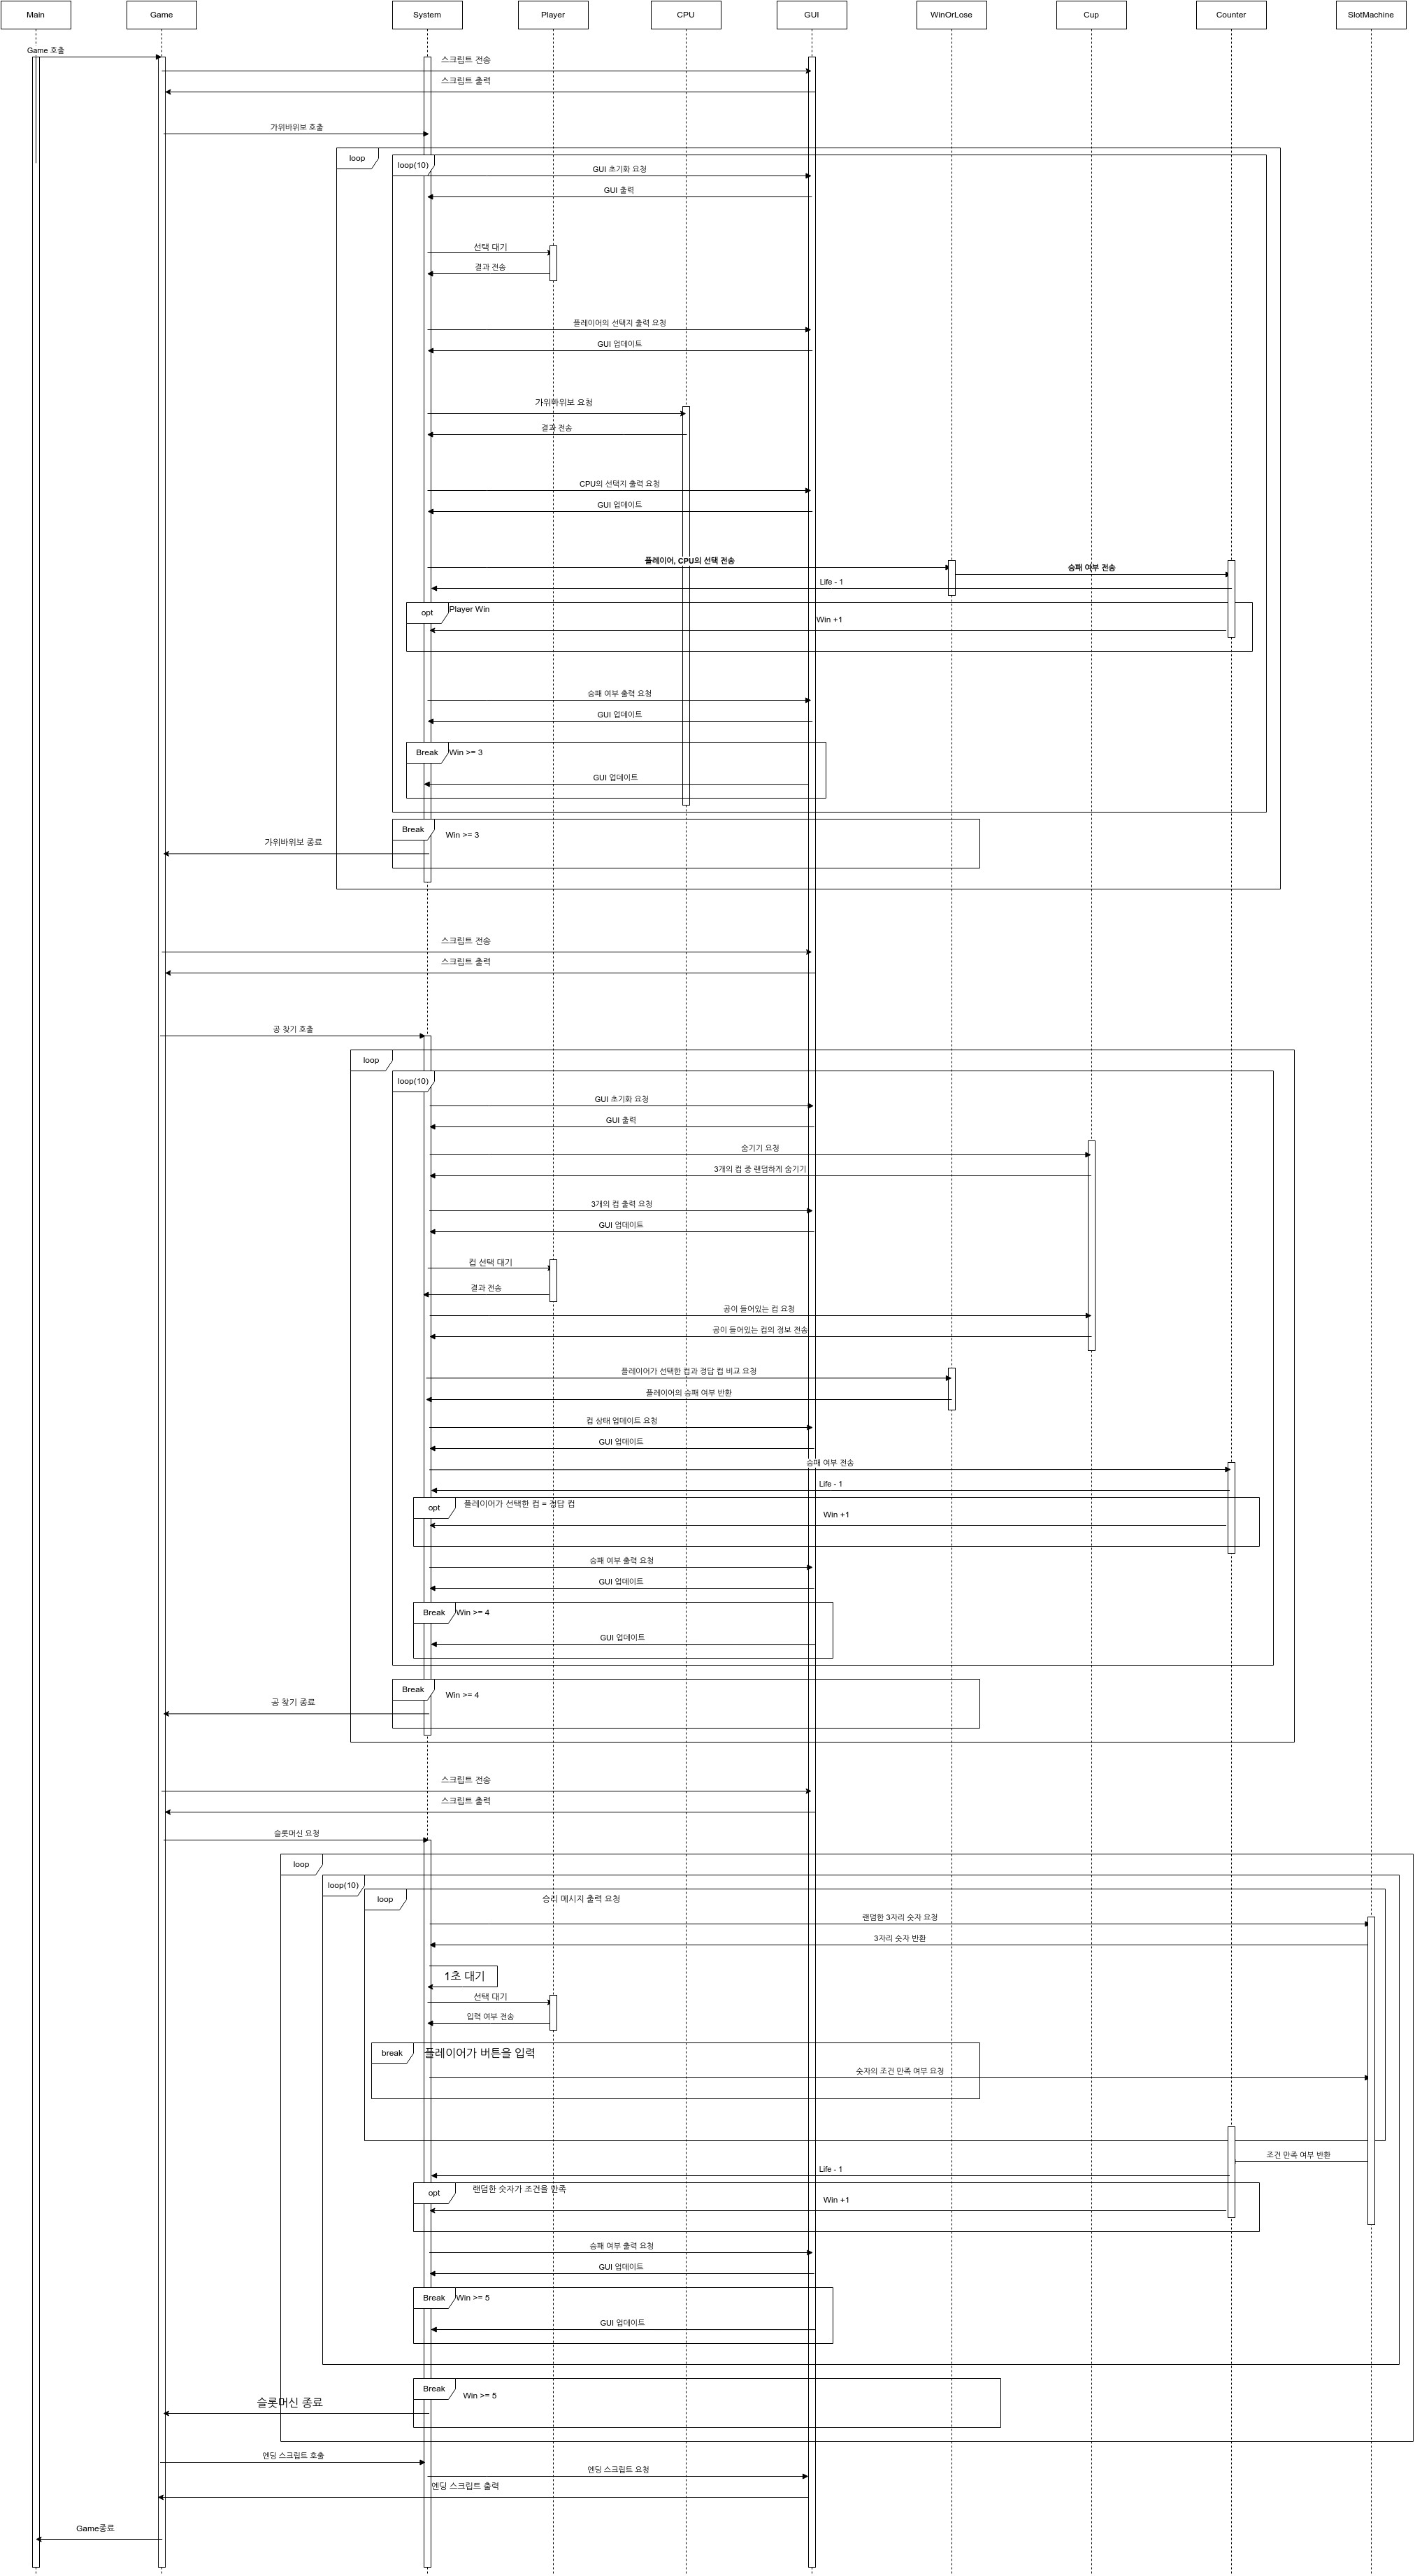 Main
Game
System
Player
CPU
GUI
WinOrLose
Cup
Counter
SlotMachine
Game 호출
스크립트 전송
스크립트 출력
가위바위보 호출
loop
loop(10)
GUI 초기화 요청
GUI 출력
선택 대기
결과 전송
플레이어의 선택지 출력 요청
GUI 업데이트
가위바위보 요청
결과 전송
CPU의 선택지 출력 요청
GUI 업데이트
플레이어, CPU의 선택 전송
승패 여부 전송
Life - 1
opt
Player Win
Win +1
승패 여부 출력 요청
GUI 업데이트
Break
Win >= 3
GUI 업데이트
Break
Win >= 3
가위바위보 종료
스크립트 전송
스크립트 출력
공 찾기 호출
loop
loop(10)
GUI 초기화 요청
GUI 출력
숨기기 요청
3개의 컵 중 랜덤하게 숨기기
3개의 컵 출력 요청
GUI 업데이트
컵 선택 대기
결과 전송
공이 들어있는 컵 요청
공이 들어있는 컵의 정보 전송
플레이어가 선택한 컵과 정답 컵 비교 요청
플레이어의 승패 여부 반환
컵 상태 업데이트 요청
GUI 업데이트
승패 여부 전송
Life - 1
opt
플레이어가 선택한 컵 = 정답 컵
Win +1
승패 여부 출력 요청
GUI 업데이트
Break
Win >= 4
GUI 업데이트
Break
Win >= 4
공 찾기 종료
스크립트 전송
스크립트 출력
슬롯머신 요청
loop
loop(10)
loop
승리 메시지 출력 요청
랜덤한 3자리 숫자 요청
3자리 숫자 반환
1초 대기
선택 대기
입력 여부 전송
break
플레이어가 버튼을 입력
숫자의 조건 만족 여부 요청
조건 만족 여부 반환
Life - 1
opt
랜덤한 숫자가 조건을 만족
Win +1
승패 여부 출력 요청
GUI 업데이트
Break
Win >= 5
GUI 업데이트
Break
Win >= 5
슬롯머신 종료
엔딩 스크립트 호출
엔딩 스크립트 요청
엔딩 스크립트 출력
Game종료